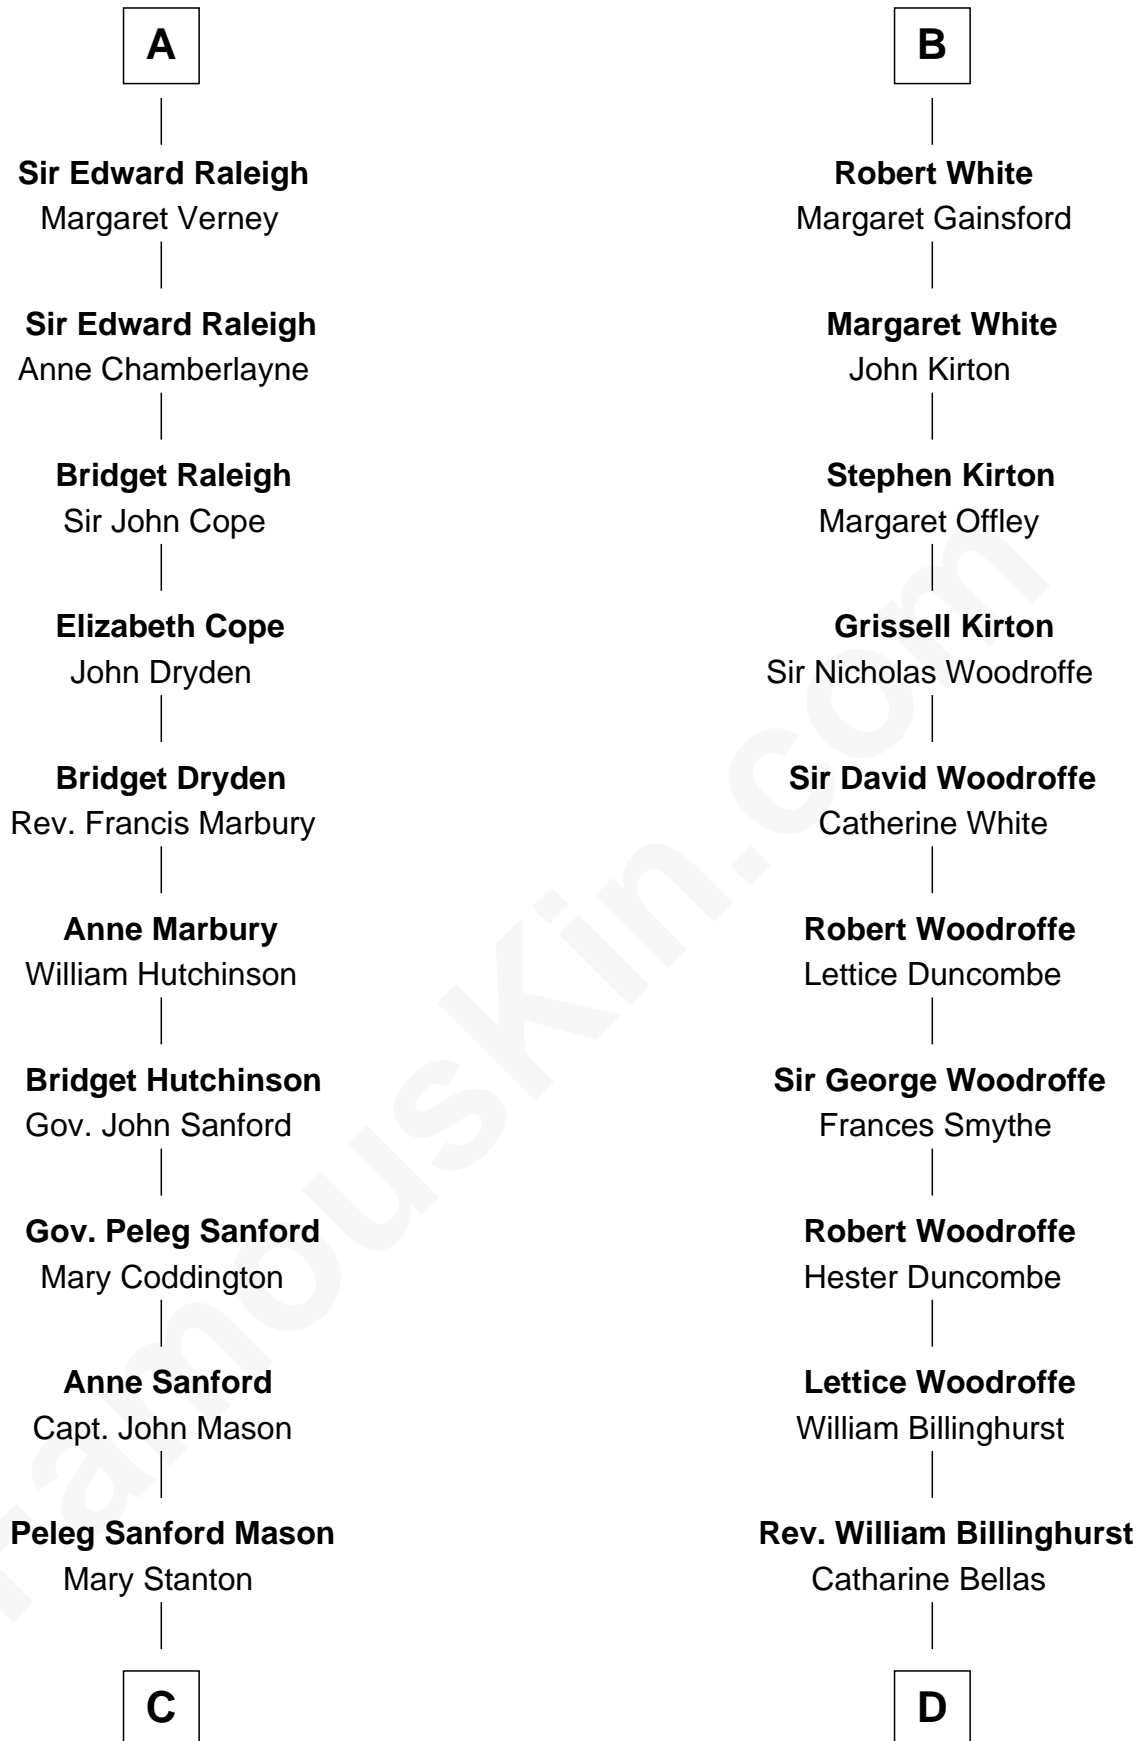 A
Sir Edward Raleigh
Margaret Verney
Sir Edward Raleigh
Anne Chamberlayne
Bridget Raleigh
Sir John Cope
Elizabeth Cope
John Dryden
Bridget Dryden
Rev. Francis Marbury
Anne Marbury
William Hutchinson
Bridget Hutchinson
Gov. John Sanford
Gov. Peleg Sanford
Mary Coddington
Anne Sanford
Capt. John Mason
Peleg Sanford Mason
Mary Stanton
C
B
Robert White
Margaret Gainsford
Margaret White
John Kirton
Stephen Kirton
Margaret Offley
Grissell Kirton
Sir Nicholas Woodroffe
Sir David Woodroffe
Catherine White
Robert Woodroffe
Lettice Duncombe
Sir George Woodroffe
Frances Smythe
Robert Woodroffe
Hester Duncombe
Lettice Woodroffe
William Billinghurst
Rev. William Billinghurst
Catharine Bellas
D
FamousKin.com